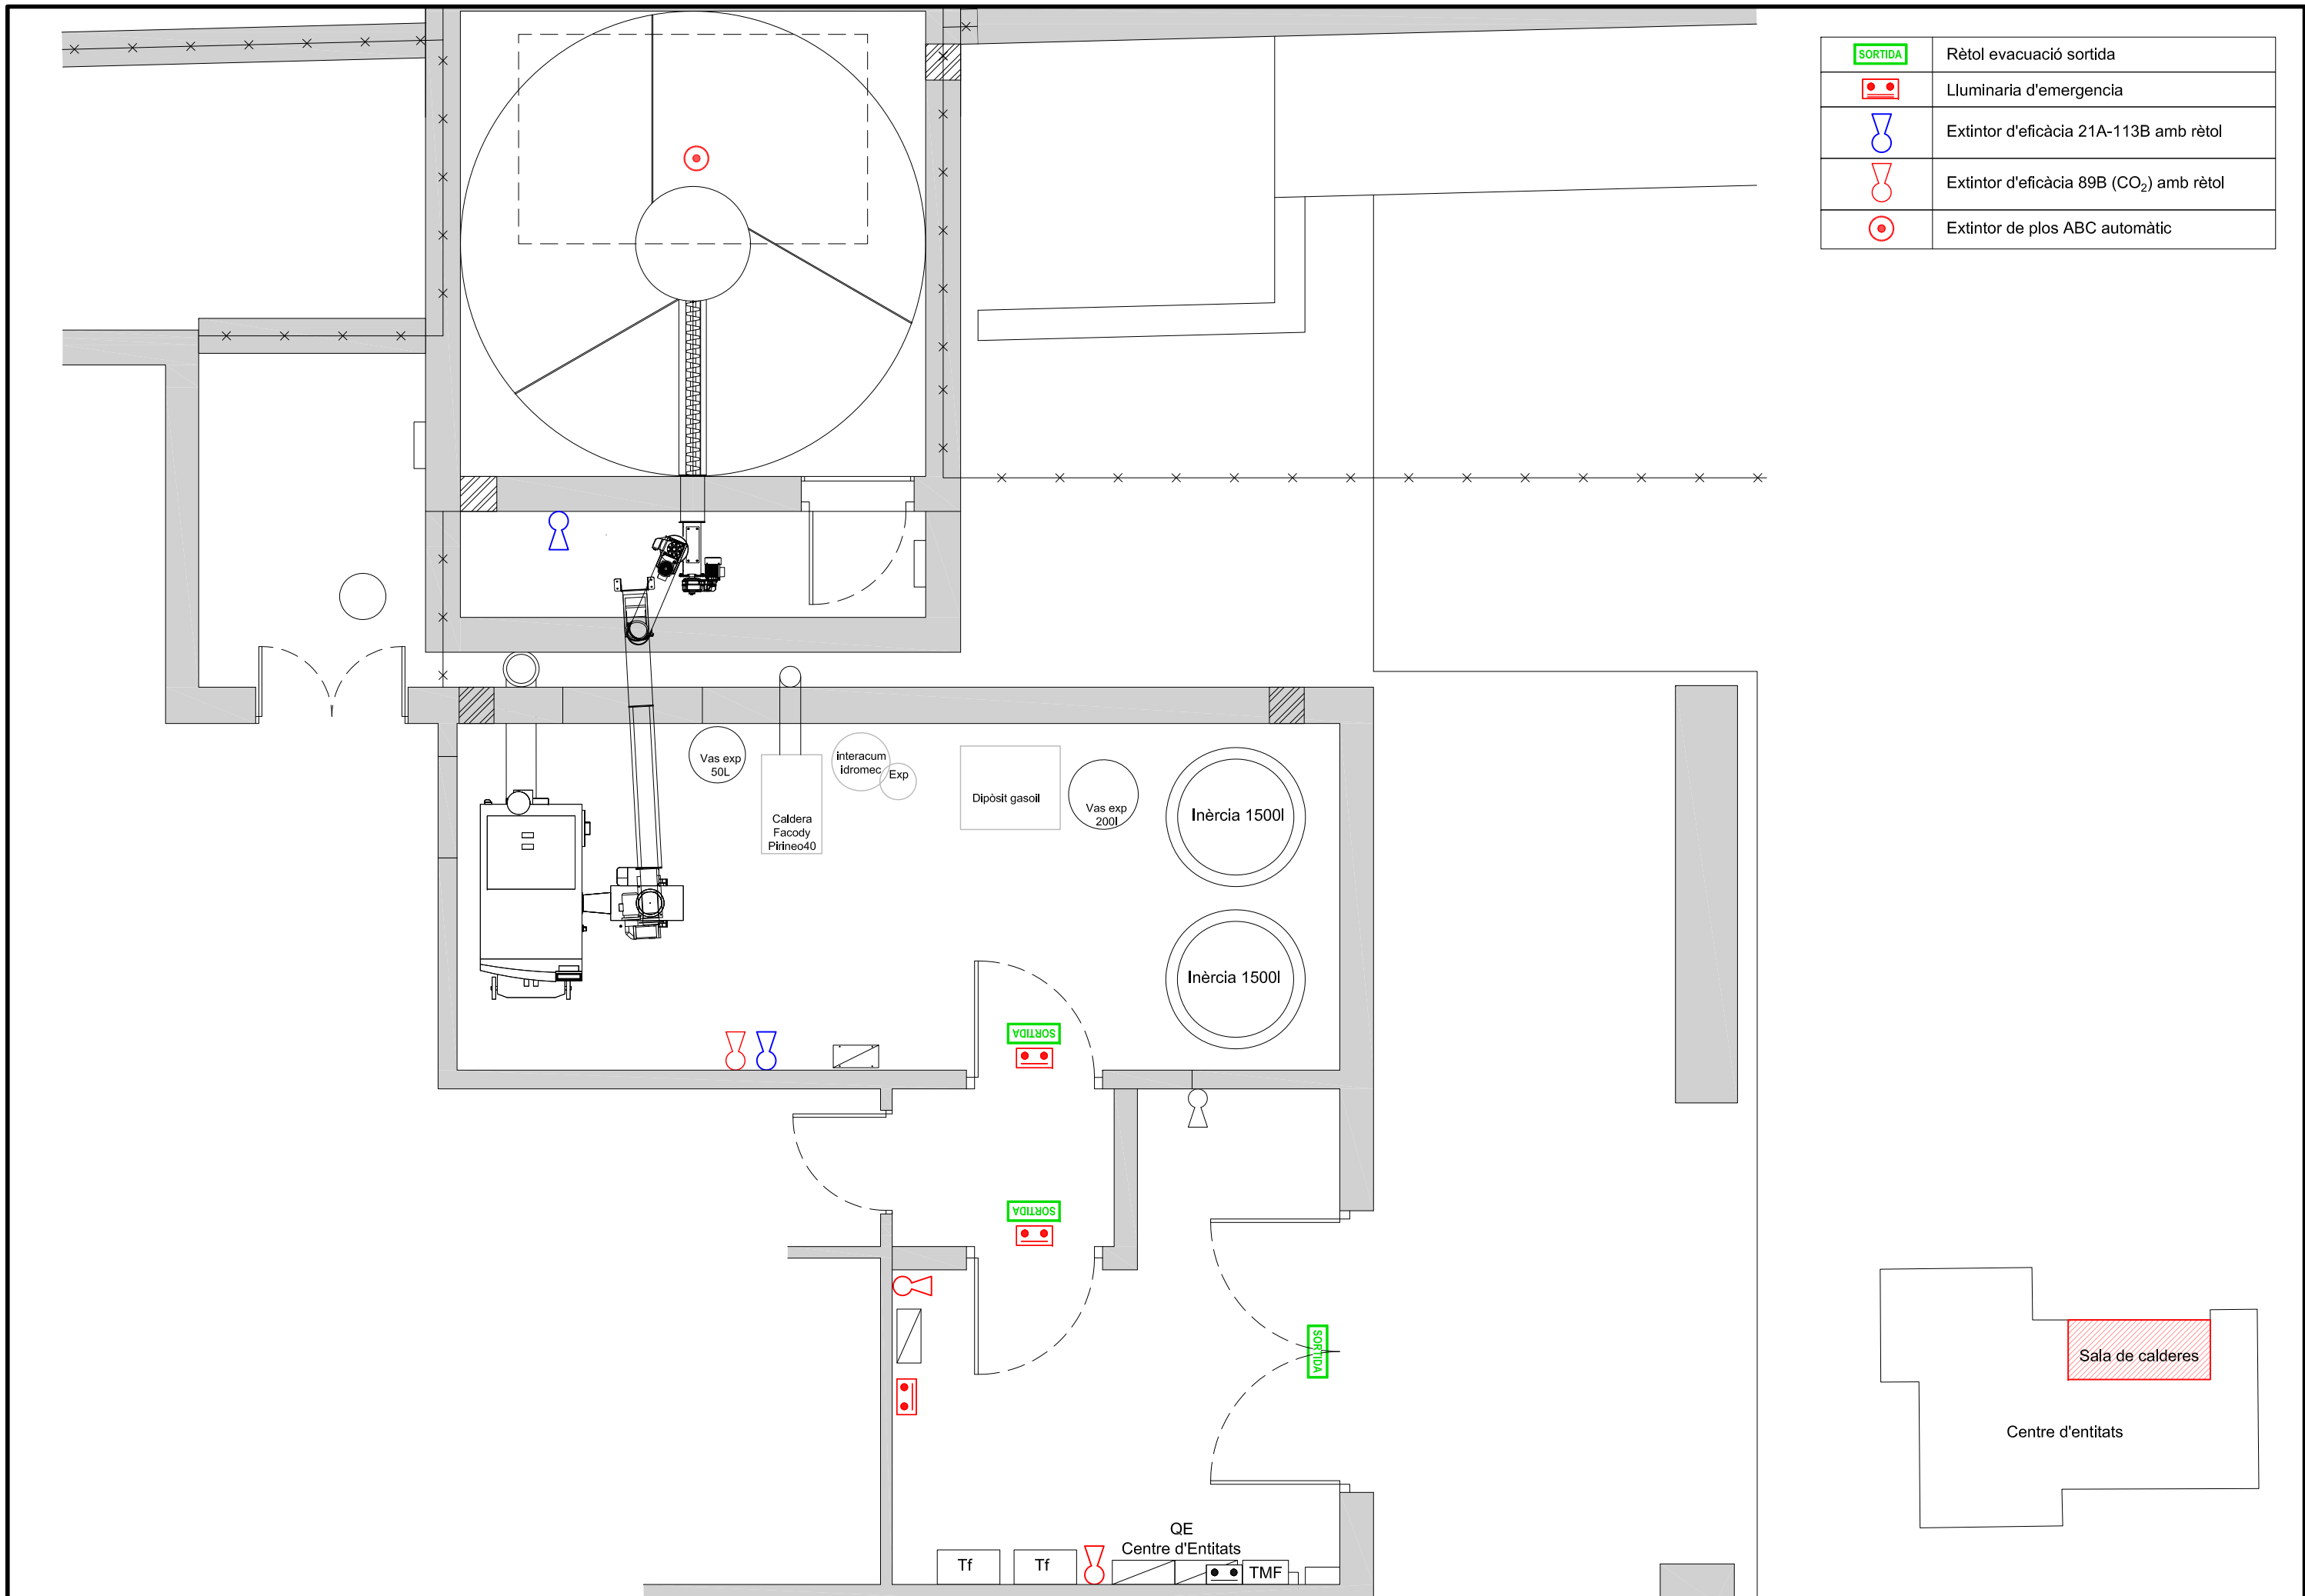 SORTIDA Rètol evacuació sortida
Lluminaria d'emergencia
Extintor d'eficàcia 21A-113B amb rètol
Extintor d'eficàcia 89B (CO₂) amb rètol
Extintor de plos ABC automàtic
Vas exp
50L
Caldera
Facody
Pirineo40
interacum
idromec
Exp
Dipòsit gasoil
Vas exp
200l
Inèrcia 1500l
Inèrcia 1500l
SORTIDA
SORTIDA
SORTIDA
Sala de calderes
Centre d'entitats
QE
Centre d'Entitats
Tf
Tf
TMF